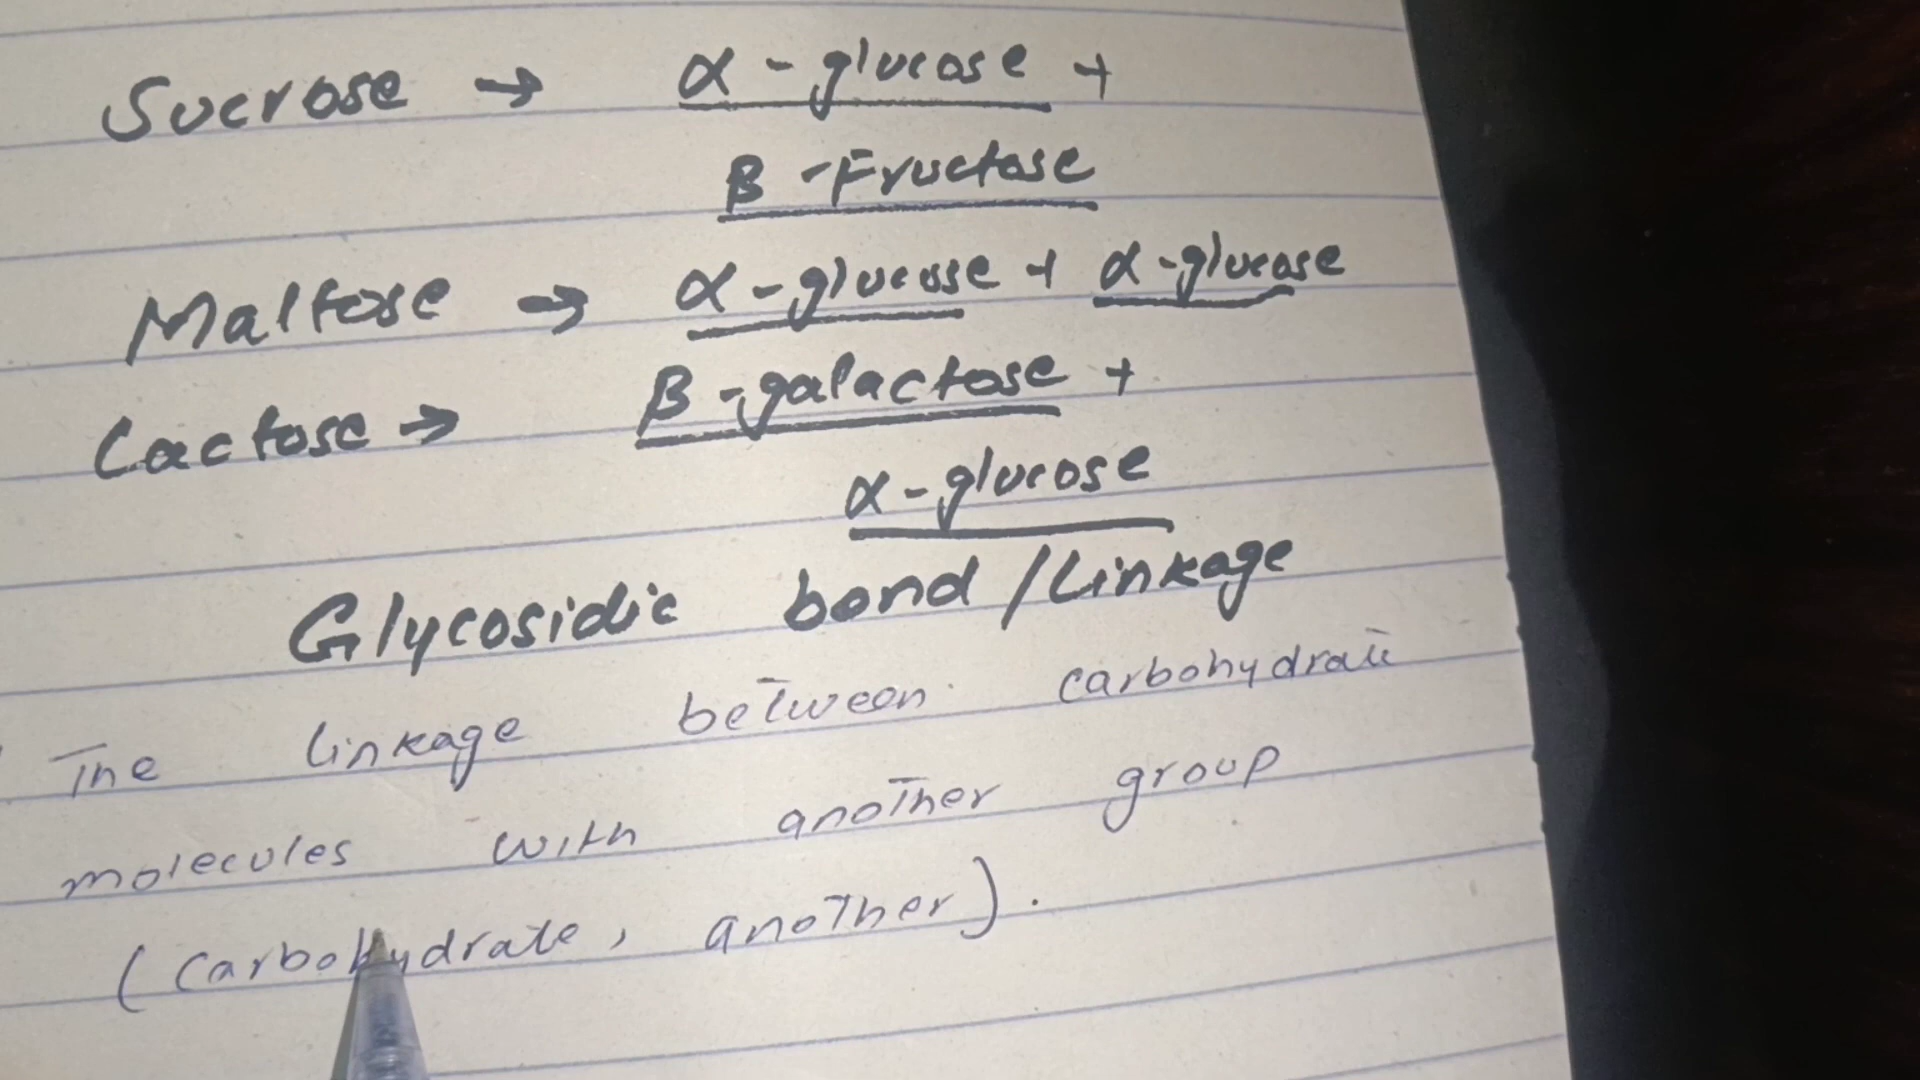 Sucrose → α-glucose +
β-Fructose
Maltose → α-glucose + α-glucose
Lactose → β-galactose +
α-glucose
Glycosidic bond/Linkage
The linkage between carbohydrate
molecules with another group
(carbohydrate, another).